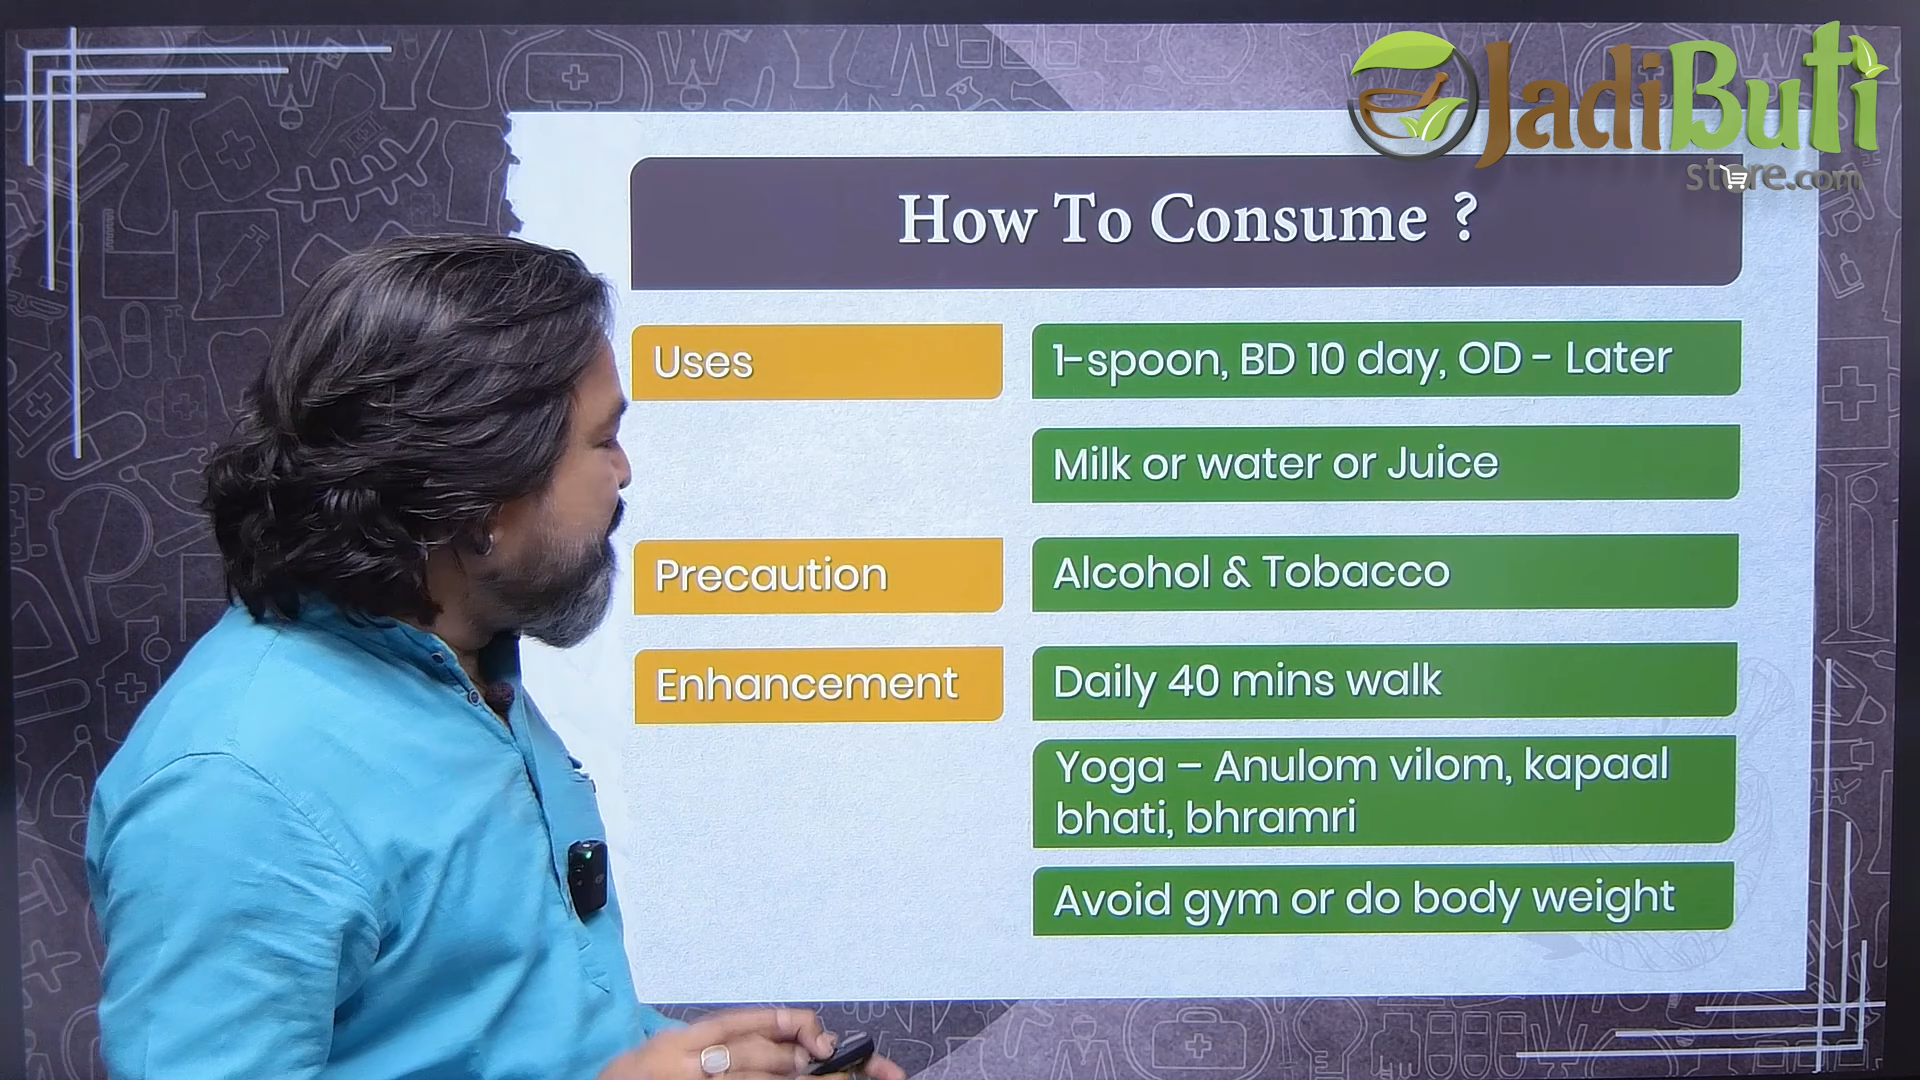 JadiButi
store.com
How To Consume ?
Uses
1-spoon, BD 10 day, OD - Later
Milk or water or Juice
Precaution
Alcohol & Tobacco
Enhancement
Daily 40 mins walk
Yoga – Anulom vilom, kapaal
bhati, bhramri
Avoid gym or do body weight